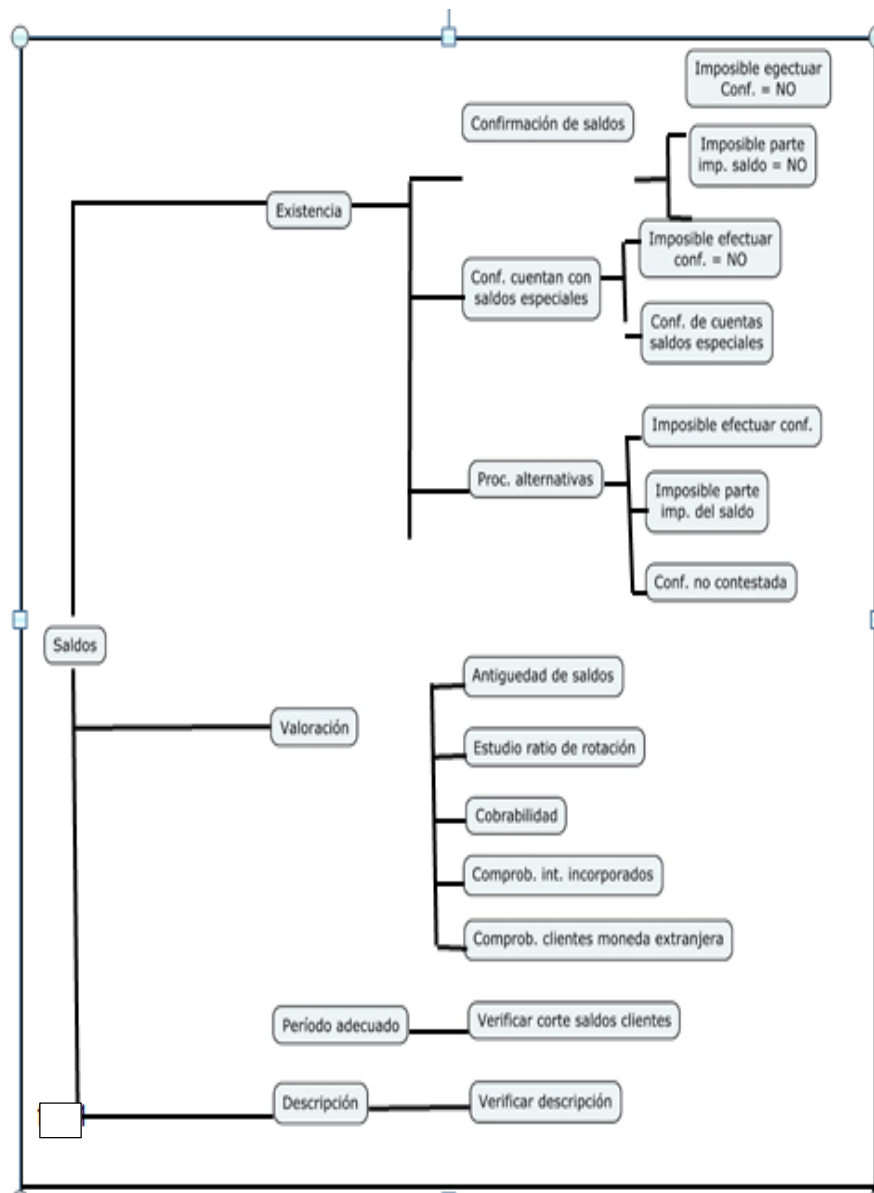 Imposible egectuar
Conf. = NO
Confirmación de saldos
Imposible parte
imp. saldo = NO
Existencia
Imposible efectuar
conf. = NO
Conf. cuentan con
saldos especiales
Conf. de cuentas
saldos especiales
Imposible efectuar conf.
Proc. alternativas
Imposible parte
imp. del saldo
Conf. no contestada
Saldos
Antiguedad de saldos
Valoración
Estudio ratio de rotación
Cobrabilidad
Comprob. int. incorporados
Comprob. clientes moneda extranjera
Período adecuado
Verificar corte saldos clientes
Descripción
Verificar descripción